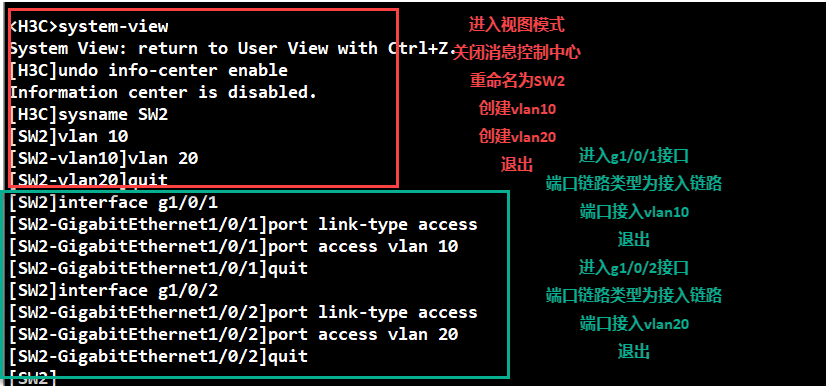 <H3C>system-view
System View: return to User View with Ctrl+Z.
[H3C]undo info-center enable
Information center is disabled.
[H3C]sysname SW2
[SW2]vlan 10
[SW2-vlan10]vlan 20
[SW2-vlan20]quit
[SW2]interface g1/0/1
[SW2-GigabitEthernet1/0/1]port link-type access
[SW2-GigabitEthernet1/0/1]port access vlan 10
[SW2-GigabitEthernet1/0/1]quit
[SW2]interface g1/0/2
[SW2-GigabitEthernet1/0/2]port link-type access
[SW2-GigabitEthernet1/0/2]port access vlan 20
[SW2-GigabitEthernet1/0/2]quit
[SW2]
进入视图模式
关闭消息控制中心
重命名为SW2
创建vlan10
创建vlan20
退出
进入g1/0/1接口
端口链路类型为接入链路
端口接入vlan10
退出
进入g1/0/2接口
端口链路类型为接入链路
端口接入vlan20
退出